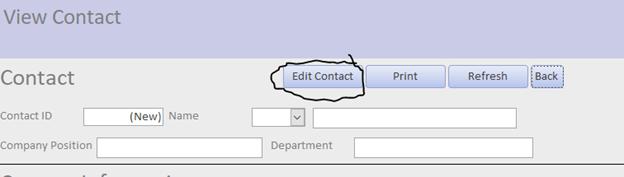 View Contact
Contact Edit Contact Print Refresh Back
Contact ID (New) Name
Company Position Department